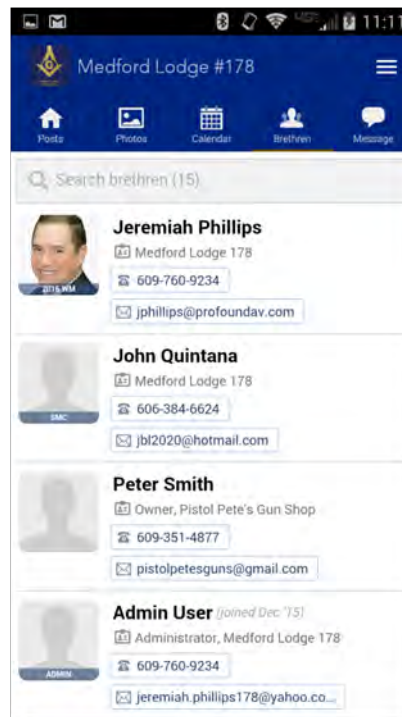 11:11
Medford Lodge #178
Posts Photos Calendar Brethren Message
Search brethren (15)
Jeremiah Phillips
Medford Lodge 178
2016 WM
609-760-9234
jphillips@profoundav.com
John Quintana
Medford Lodge 178
SMC
606-384-6624
jbl2020@hotmail.com
Peter Smith
Owner, Pistol Pete's Gun Shop
609-351-4877
pistolpetesguns@gmail.com
Admin User (joined Dec '15)
Administrator, Medford Lodge 178
ADMIN
609-760-9234
jeremiah.phillips178@yahoo.co...